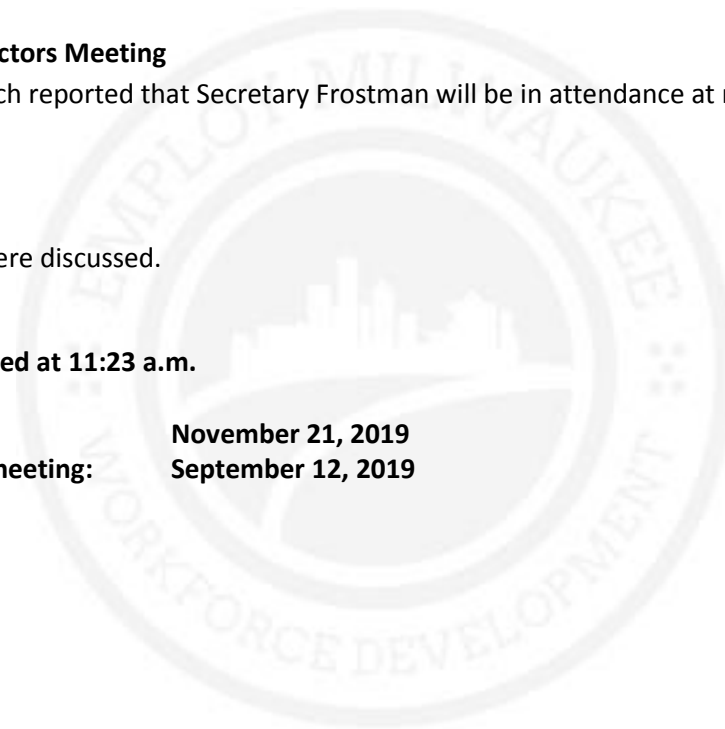 ctors Meeting
ch reported that Secretary Frostman will be in attendance at
ere discussed.
ed at 11:23 a.m.
November 21, 2019
neeting: September 12, 2019
EMPLOY MILWAUKEE
WORKFORCE DEVELOPMENT